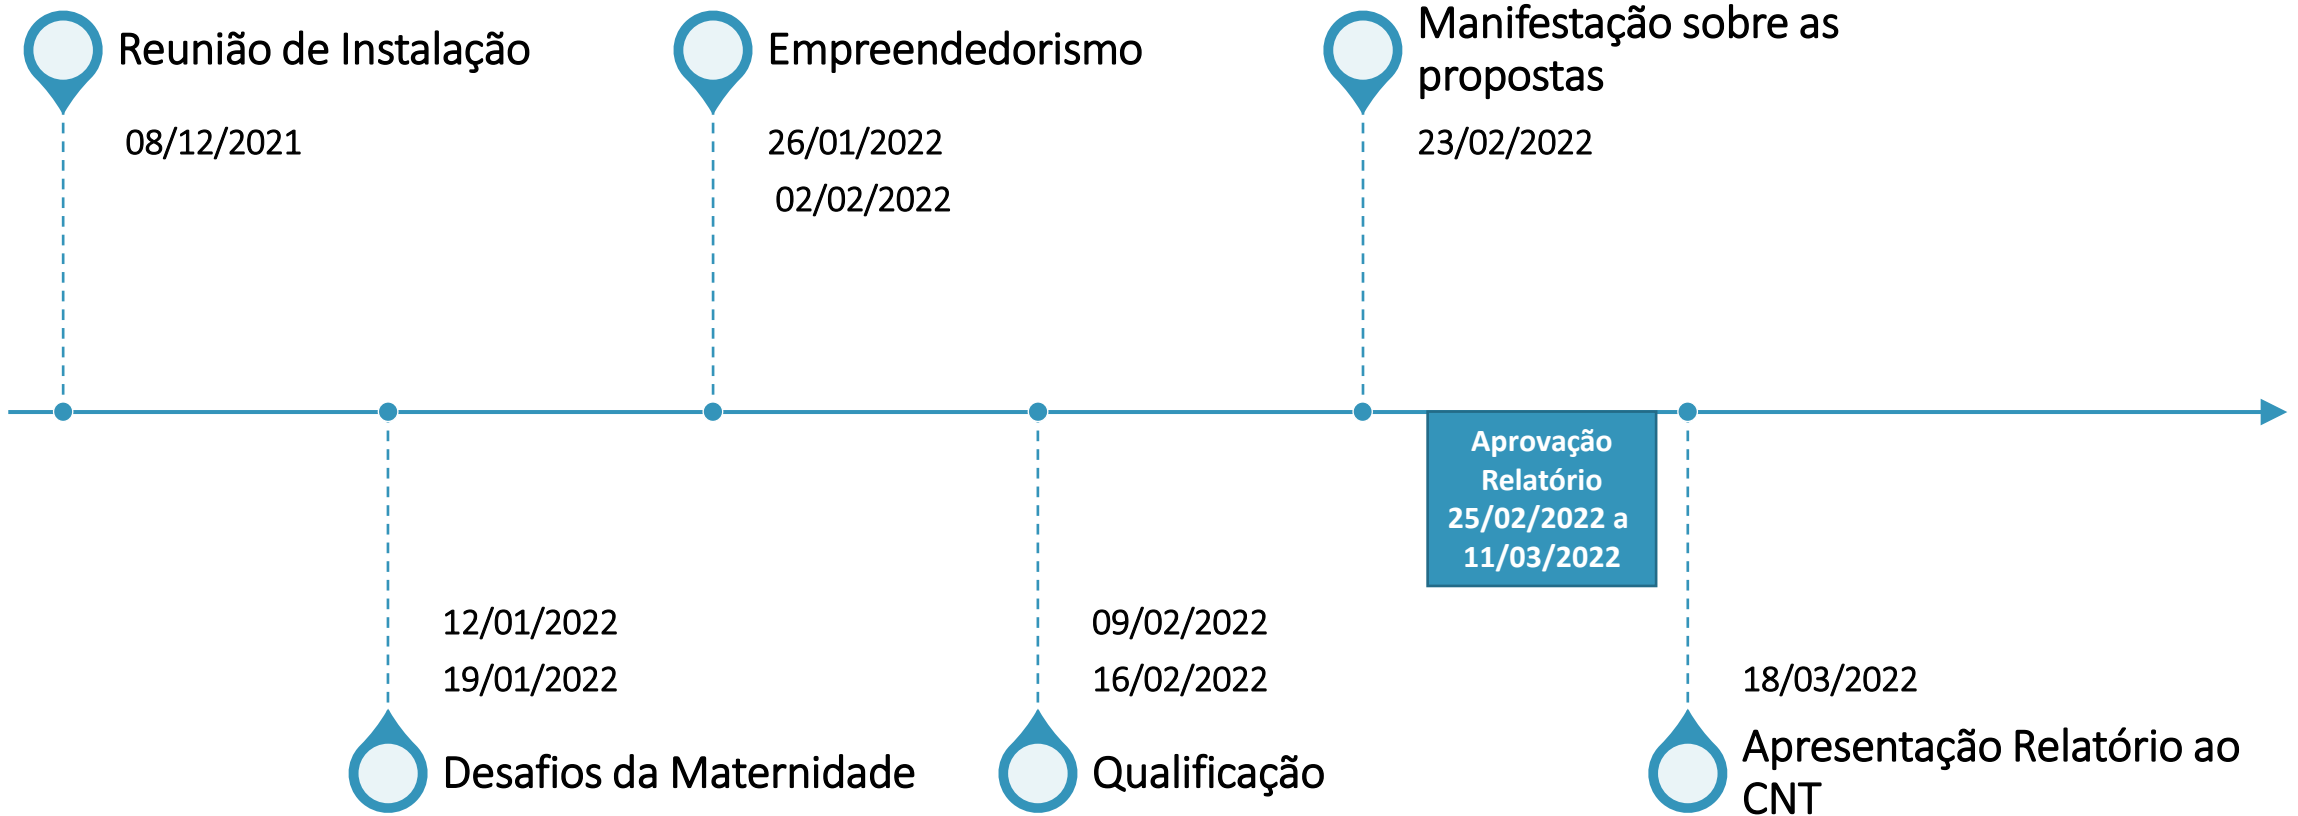 Reunião de Instalação
08/12/2021
12/01/2022
19/01/2022
Desafios da Maternidade
Empreendedorismo
26/01/2022
02/02/2022
09/02/2022
16/02/2022
Qualificação
Manifestação sobre as
propostas
23/02/2022
Aprovação
Relatório
25/02/2022 a
11/03/2022
18/03/2022
Apresentação Relatório ao
CNT